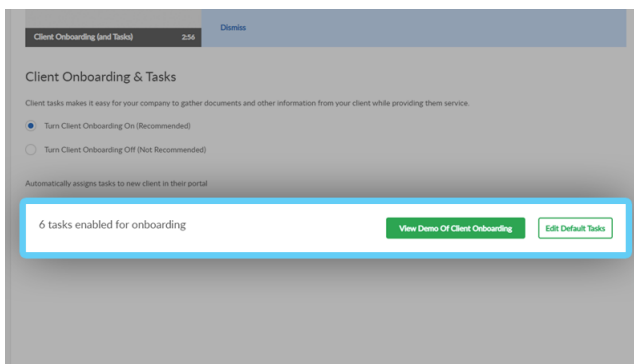 Client Onboarding (and Tasks) 2:56
Dismiss
Client Onboarding & Tasks
Client tasks makes it easy for your company to gather documents and other information from your client while providing them service.
Turn Client Onboarding On (Recommended)
Turn Client Onboarding Off (Not Recommended)
Automatically assigns tasks to new client in their portal
6 tasks enabled for onboarding
View Demo Of Client Onboarding
Edit Default Tasks